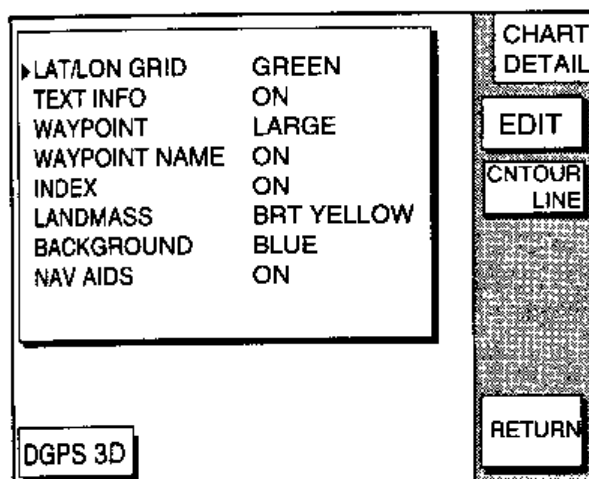 ▶LAT/LON GRID GREEN
TEXT INFO ON
WAYPOINT LARGE
WAYPOINT NAME ON
INDEX ON
LANDMASS BRT YELLOW
BACKGROUND BLUE
NAV AIDS ON
DGPS 3D
CHART
DETAIL
EDIT
CNTOUR
LINE
RETURN